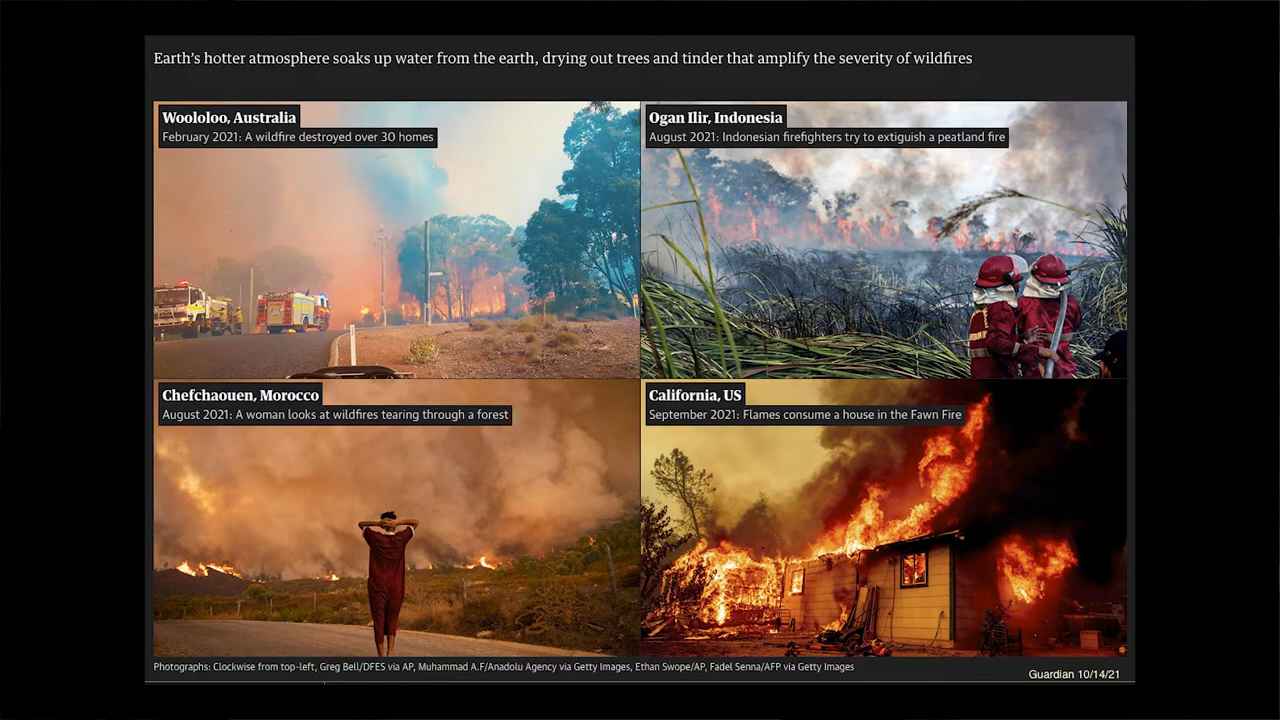 Earth's hotter atmosphere soaks up water from the earth, drying out trees and tinder that amplify the severity of wildfires
Woololoo, Australia
February 2021: A wildfire destroyed over 30 homes
Ogan Ilir, Indonesia
August 2021: Indonesian firefighters try to extiguish a peatland fire
Chefchaouen, Morocco
August 2021: A woman looks at wildfires tearing through a forest
California, US
September 2021: Flames consume a house in the Fawn Fire
Photographs: Clockwise from top-left, Greg Bell/DFES via AP, Muhammad A.F/Anadolu Agency via Getty Images, Ethan Swope/AP, Fadel Senna/AFP via Getty Images
Guardian 10/14/21